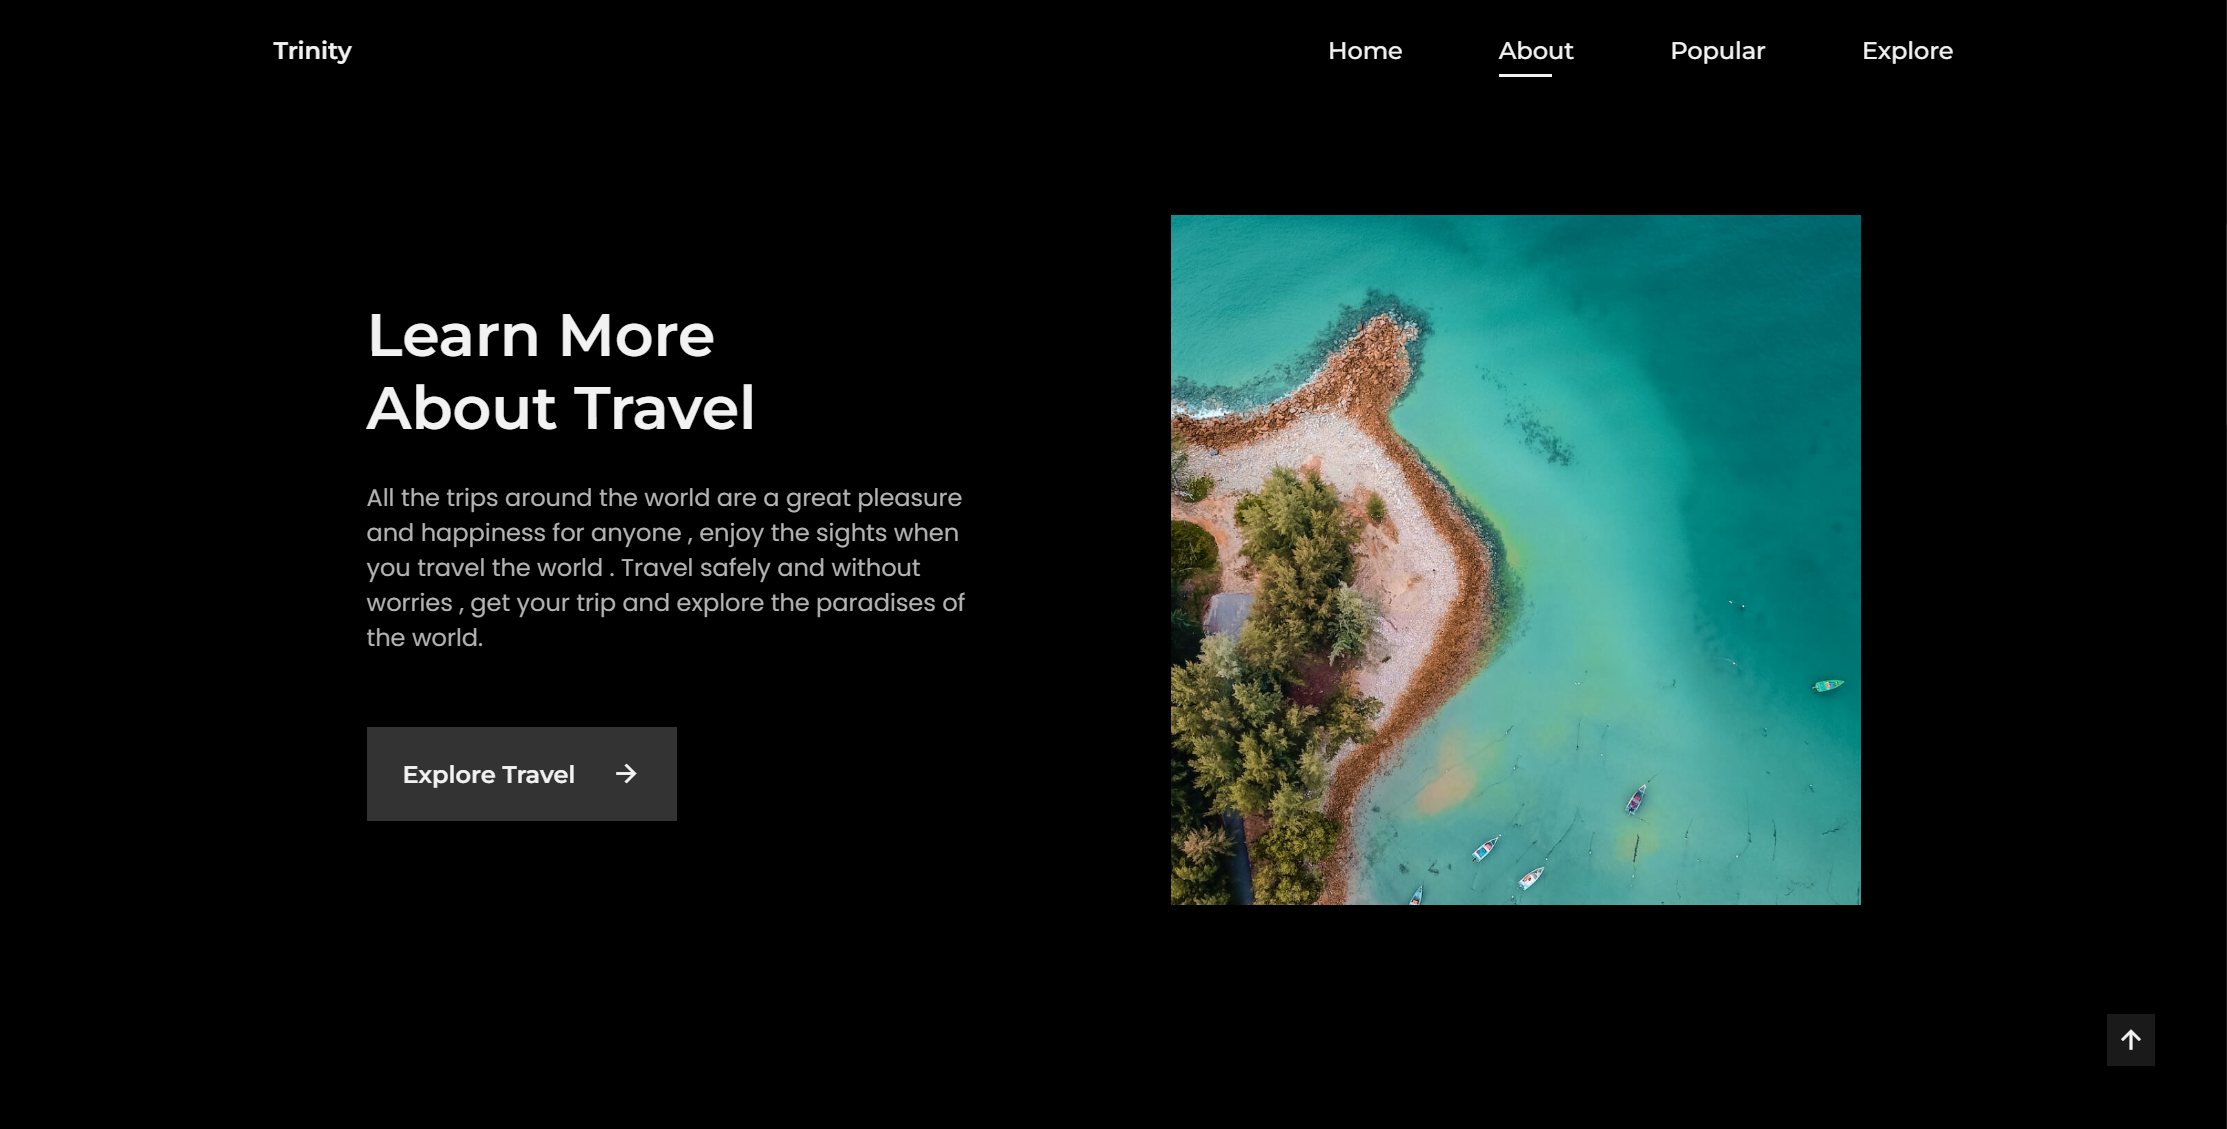 Trinity
Home
About
Popular
Explore
Learn More
About Travel
All the trips around the world are a great pleasure
and happiness for anyone , enjoy the sights when
you travel the world . Travel safely and without
worries , get your trip and explore the paradises of
the world.
Explore Travel